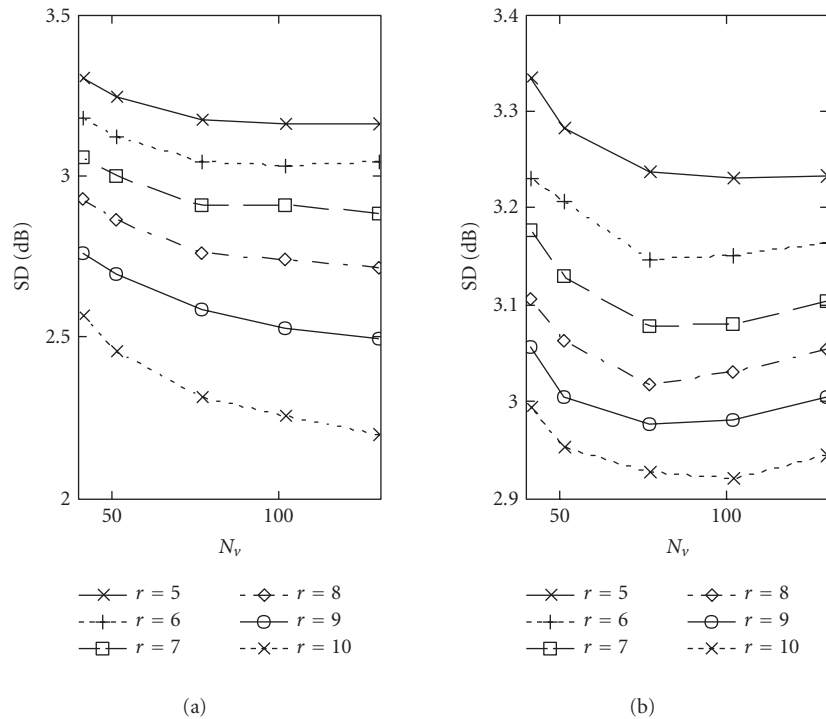 3.5
3
2.5
2
SD (dB)
50
100
N_v
r = 5
r = 6
r = 7
r = 8
r = 9
r = 10
(a)
3.4
3.3
3.2
3.1
3
2.9
SD (dB)
50
100
N_v
r = 5
r = 6
r = 7
r = 8
r = 9
r = 10
(b)